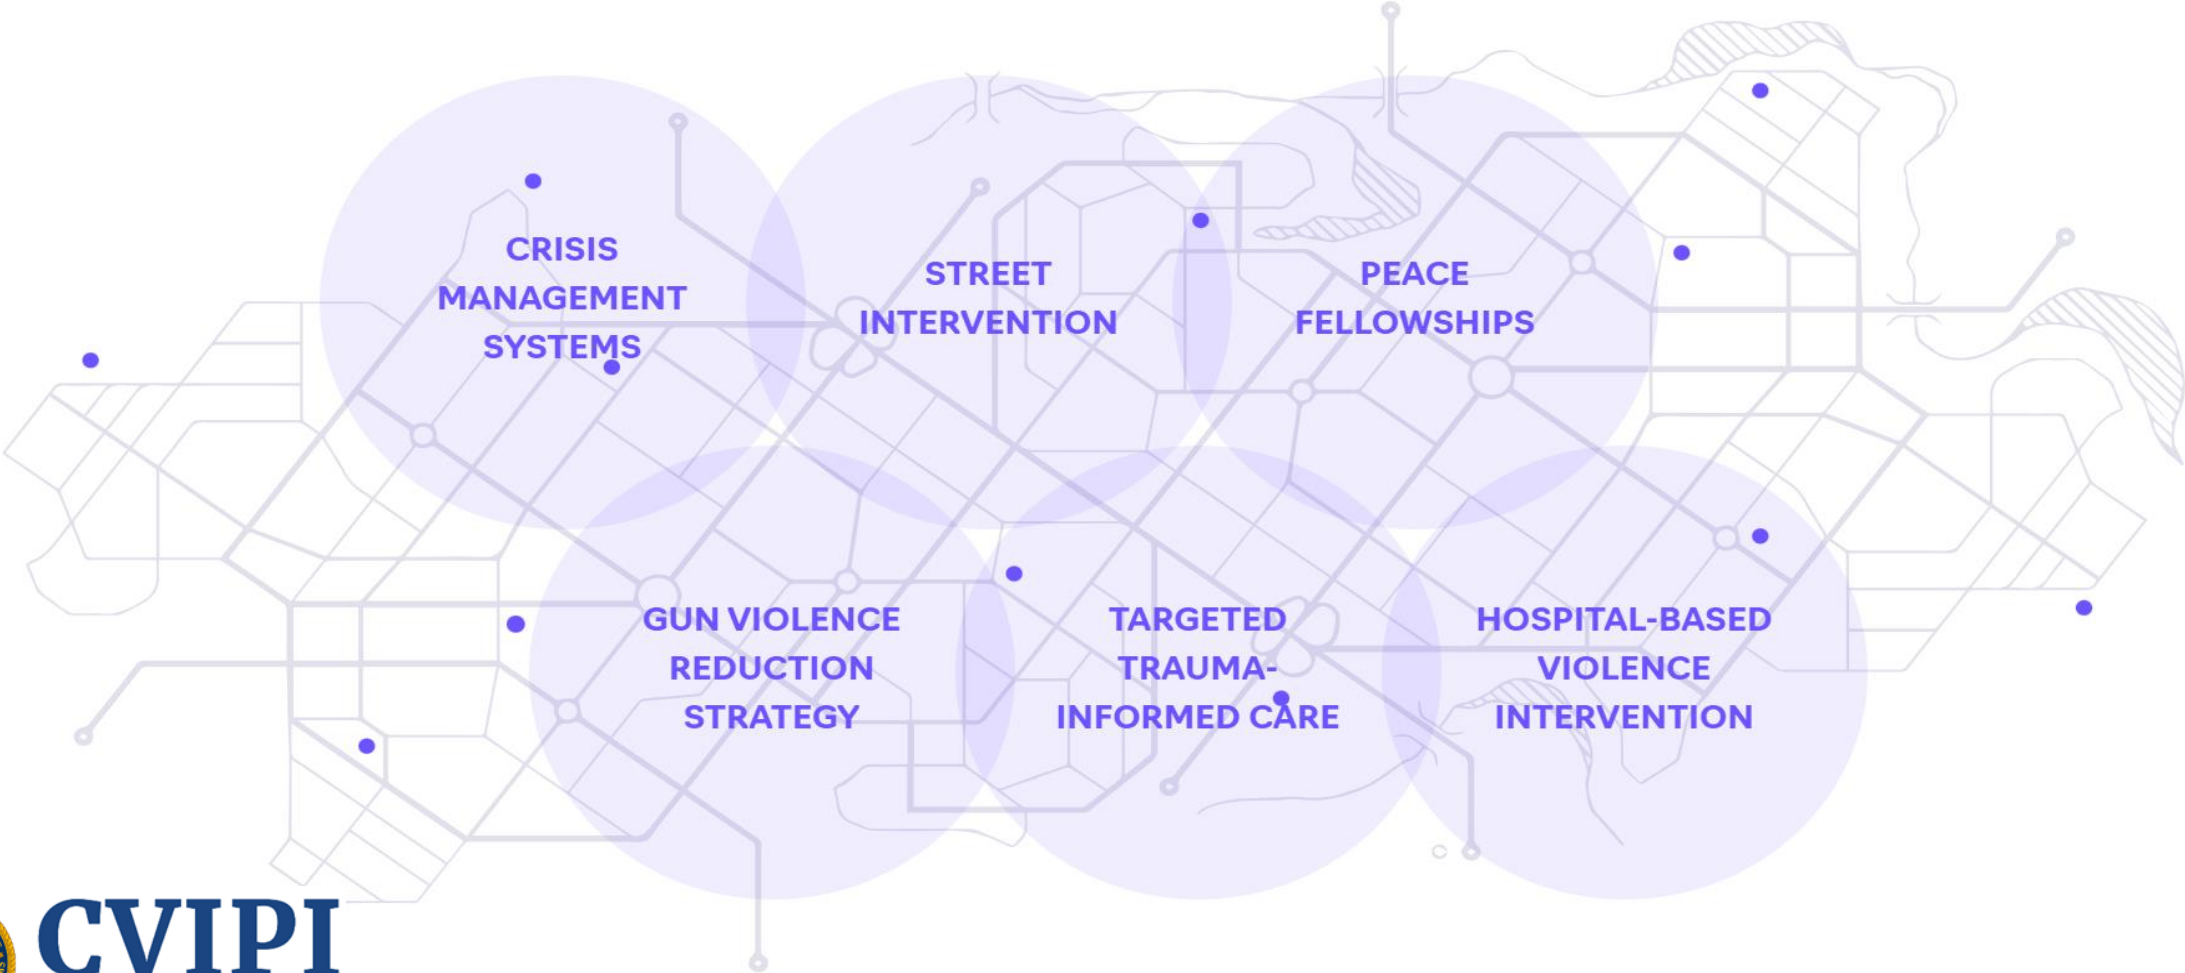 CRISIS
MANAGEMENT
SYSTEMS
STREET
INTERVENTION
PEACE
FELLOWSHIPS
GUN VIOLENCE
REDUCTION
STRATEGY
TARGETED
TRAUMA-
INFORMED CARE
HOSPITAL-BASED
VIOLENCE
INTERVENTION
CVIPI